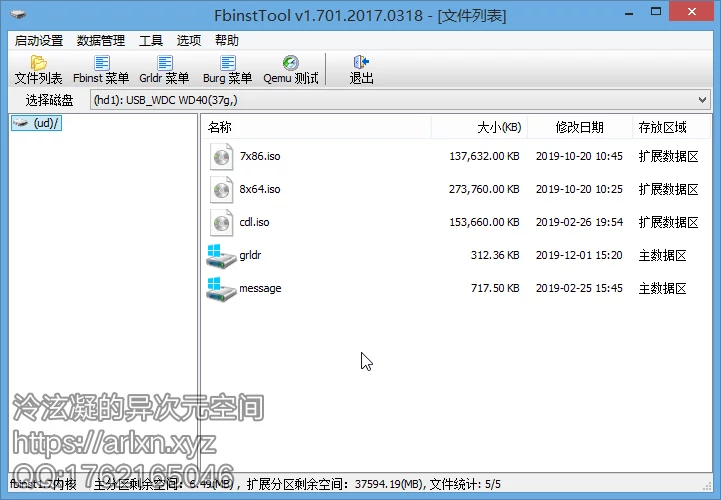 FbinstTool v1.701.2017.0318 - [文件列表]
启动设置 数据管理 工具 选项 帮助
文件列表 Fbinst 菜单 Grldr 菜单 Burg 菜单 Qemu 测试 退出
选择磁盘 (hd1): USB_WDC WD40(37g,)
(ud)/
名称 大小(KB) 修改日期 存放区域
7x86.iso 137,632.00 KB 2019-10-20 10:45 扩展数据区
8x64.iso 273,760.00 KB 2019-10-20 10:25 扩展数据区
cdl.iso 153,660.00 KB 2019-02-26 19:54 扩展数据区
grldr 312.36 KB 2019-12-01 15:20 主数据区
message 717.50 KB 2019-02-25 15:45 主数据区
泠泫凝的异次元空间
https://arlxn.xyz
QQ:1762165046
fbinst1.7内核 主分区剩余空间: 6.49(MB) , 扩展分区剩余空间: 37594.19(MB), 文件统计: 5/5